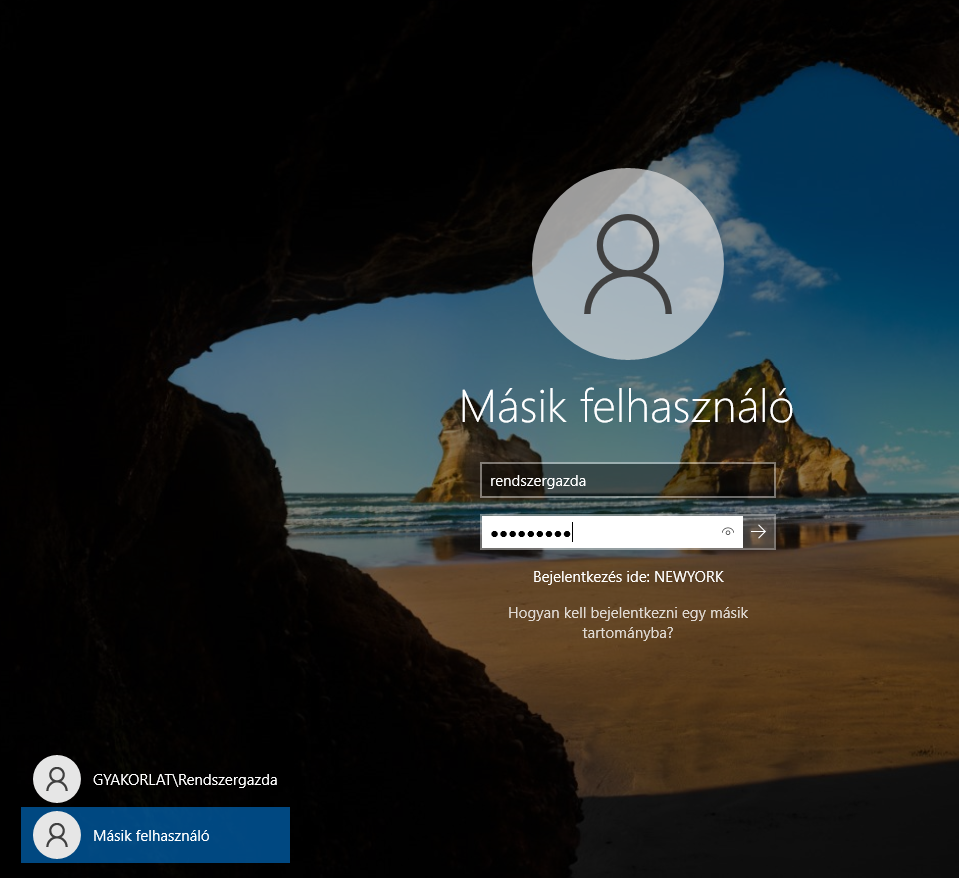 Másik felhasználó
rendszergazda
●●●●●●●●●
Bejelentkezés ide: NEWYORK
Hogyan kell bejelentkezni egy másik
tartományba?
GYAKORLAT\Rendszergazda
Másik felhasználó